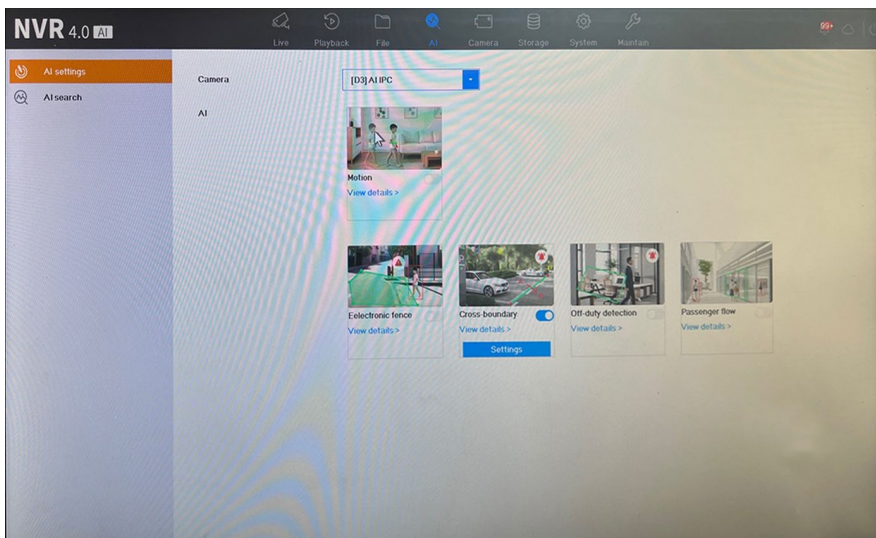 NVR 4.0 AI
Live
Playback
File
AI
Camera
Storage
System
Maintain
99+
AI settings
AI search
Camera
[D3] AI IPC
AI
Motion
View details >
Eelectronic fence
Cross-boundary
Off-duty detection
Passenger flow
View details >
View details >
View details >
View details >
Settings